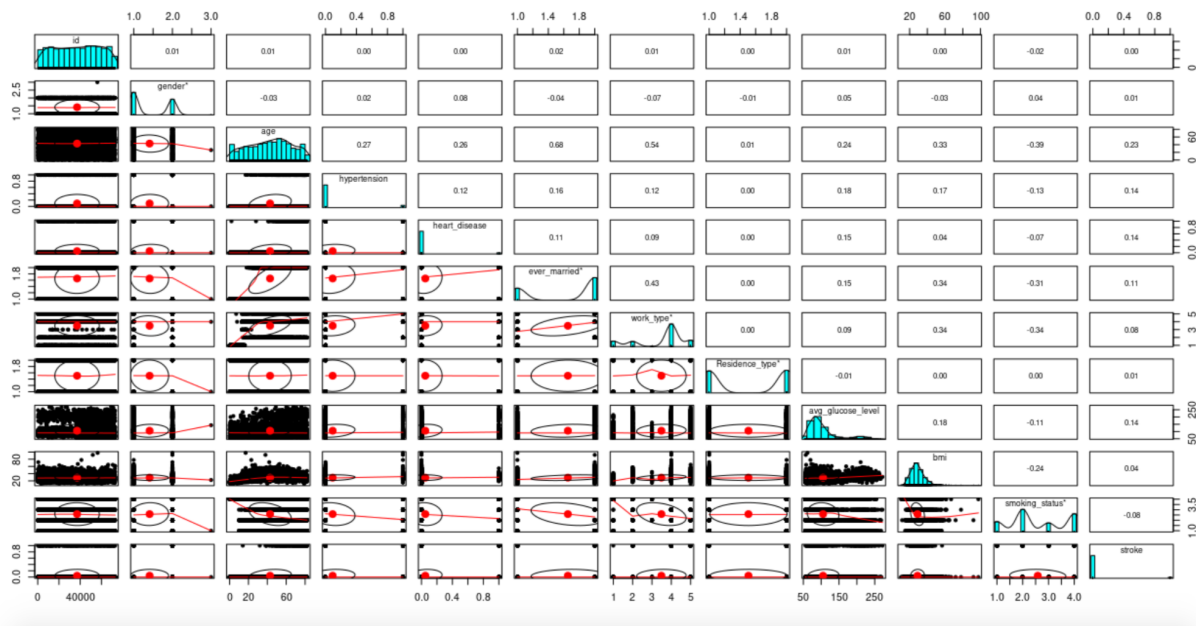 1.0 2.0 3.0 0.0 0.4 0.8 1.0 1.4 1.8 1.0 1.4 1.8 20 60 100 0.0 0.4 0.8
id 0.01 0.01 0.00 0.00 0.02 0.01 0.00 0.01 0.00 -0.02 0.00 0
1.0 2.5 gender* -0.03 0.02 0.08 -0.04 -0.07 -0.01 0.05 -0.03 0.04 0.01
age 0.27 0.26 0.68 0.54 0.01 0.24 0.33 -0.39 0.23 0 60
0.0 0.8 hypertension 0.12 0.16 0.12 0.00 0.18 0.17 -0.13 0.14
heart_disease 0.11 0.09 0.00 0.15 0.04 -0.07 0.14 0.0 0.8
1.0 1.8 ever_married* 0.43 0.00 0.15 0.34 -0.31 0.11
work_type* 0.00 0.09 0.34 -0.34 0.08 1 3 5
1.0 1.8 Residence_type* -0.01 0.00 0.00 0.01
avg_glucose_level 0.18 -0.11 0.14 50 250
20 80 bmi -0.24 0.04
smoking_status* -0.08 1.0 3.5
0.0 0.8 stroke
0 40000 0 20 60 0.0 0.4 0.8 1 2 3 4 5 50 150 250 1.0 2.0 3.0 4.0